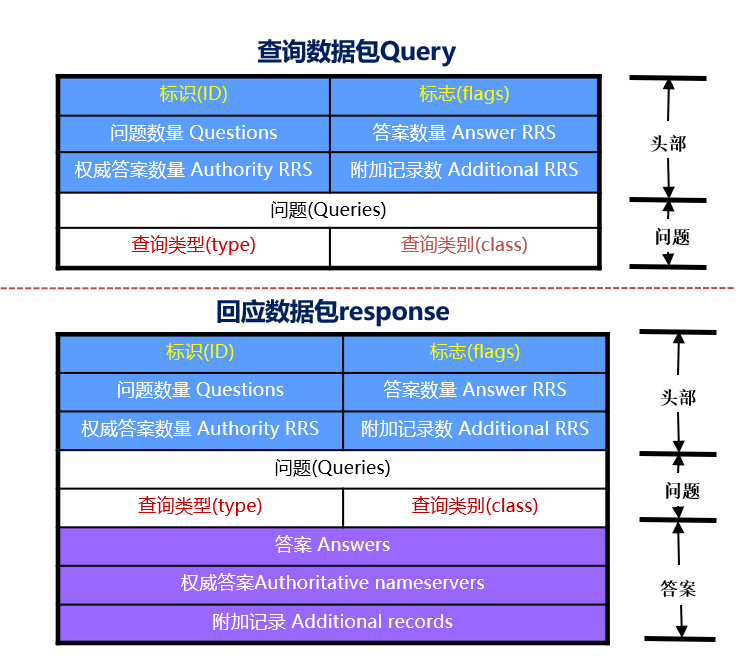 查询数据包Query
标识(ID) 标志(flags)
问题数量 Questions 答案数量 Answer RRS
头部
权威答案数量 Authority RRS 附加记录数 Additional RRS
问题(Queries)
问题
查询类型(type) 查询类别(class)
回应数据包response
标识(ID) 标志(flags)
问题数量 Questions 答案数量 Answer RRS
头部
权威答案数量 Authority RRS 附加记录数 Additional RRS
问题(Queries)
问题
查询类型(type) 查询类别(class)
答案 Answers
权威答案Authoritative nameservers
答案
附加记录 Additional records